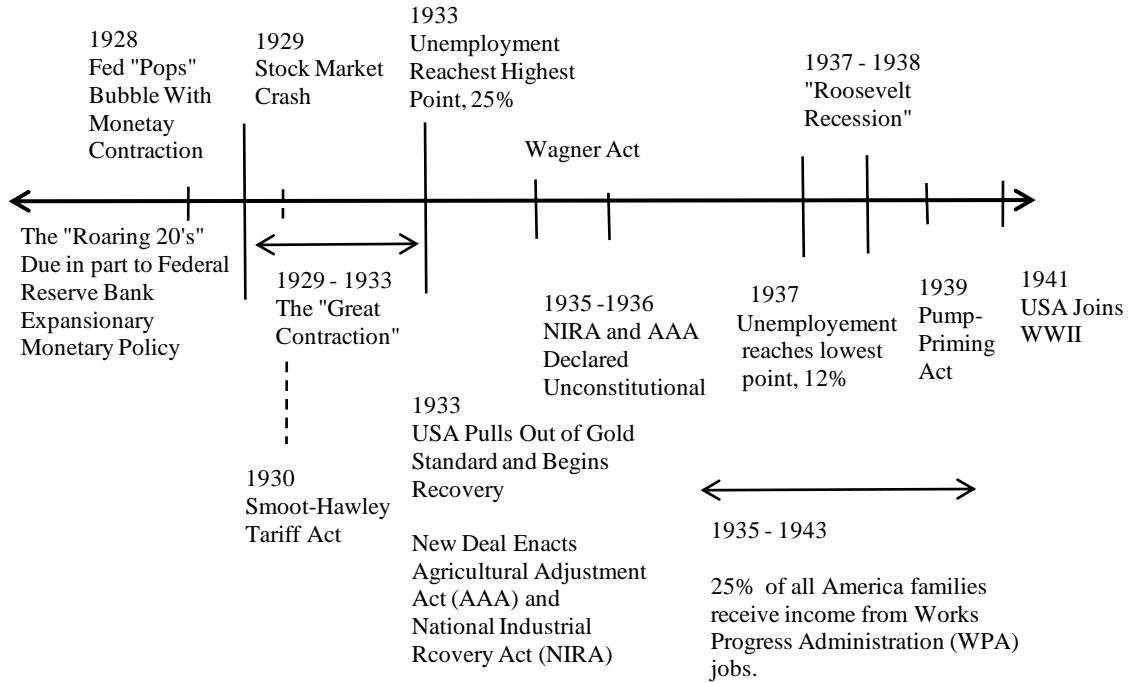 1928
Fed "Pops"
Bubble With
Monetay
Contraction
1929
Stock Market
Crash
1933
Unemployment
Reachest Highest
Point, 25%
Wagner Act
1937 - 1938
"Roosevelt
Recession"
The "Roaring 20's"
Due in part to Federal
Reserve Bank
Expansionary
Monetary Policy
1929 - 1933
The "Great
Contraction"
1935 -1936
NIRA and AAA
Declared
Unconstitutional
1937
Unemployement
reaches lowest
point, 12%
1939
Pump-
Priming
Act
1941
USA Joins
WWII
1930
Smoot-Hawley
Tariff Act
1933
USA Pulls Out of Gold
Standard and Begins
Recovery
New Deal Enacts
Agricultural Adjustment
Act (AAA) and
National Industrial
Rcovery Act (NIRA)
1935 - 1943
25% of all America families
receive income from Works
Progress Administration (WPA)
jobs.